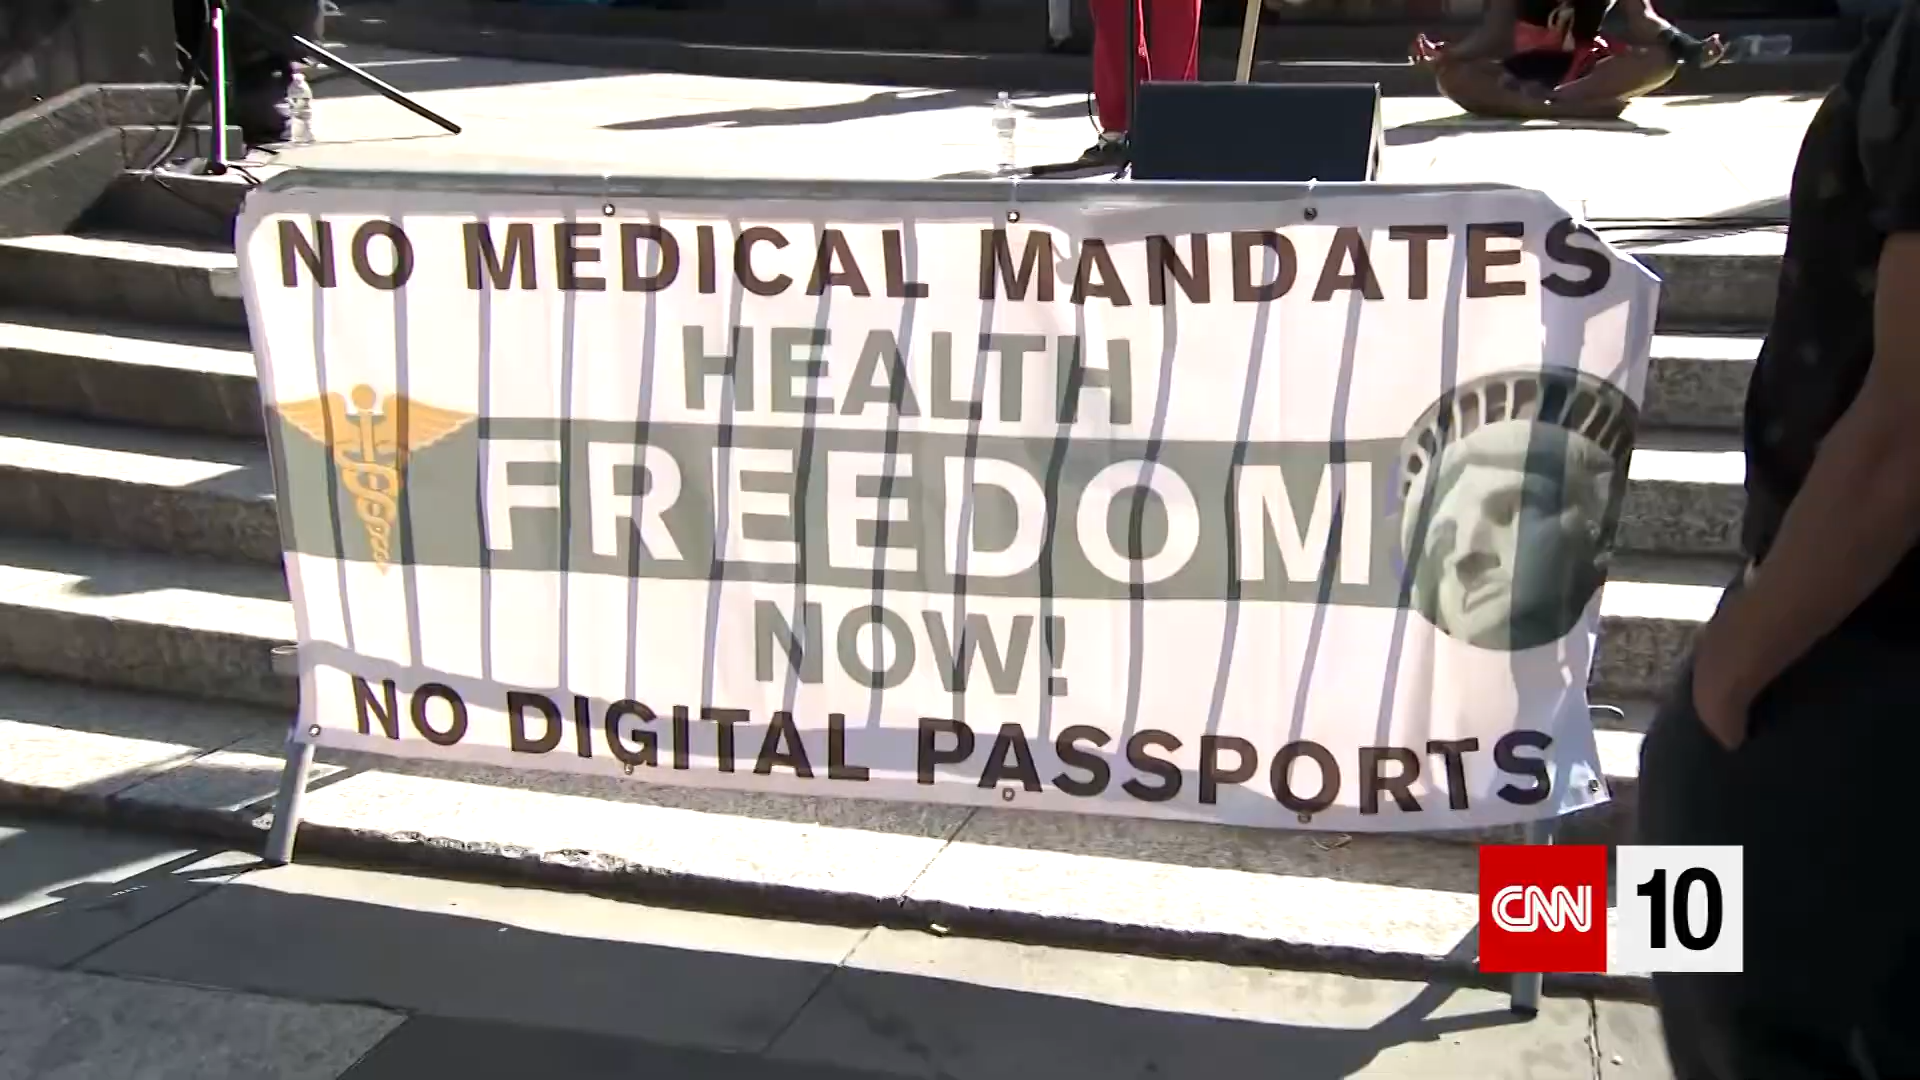 NO MEDICAL MANDATES
HEALTH
FREEDOM
NOW!
NO DIGITAL PASSPORTS
CNN 10